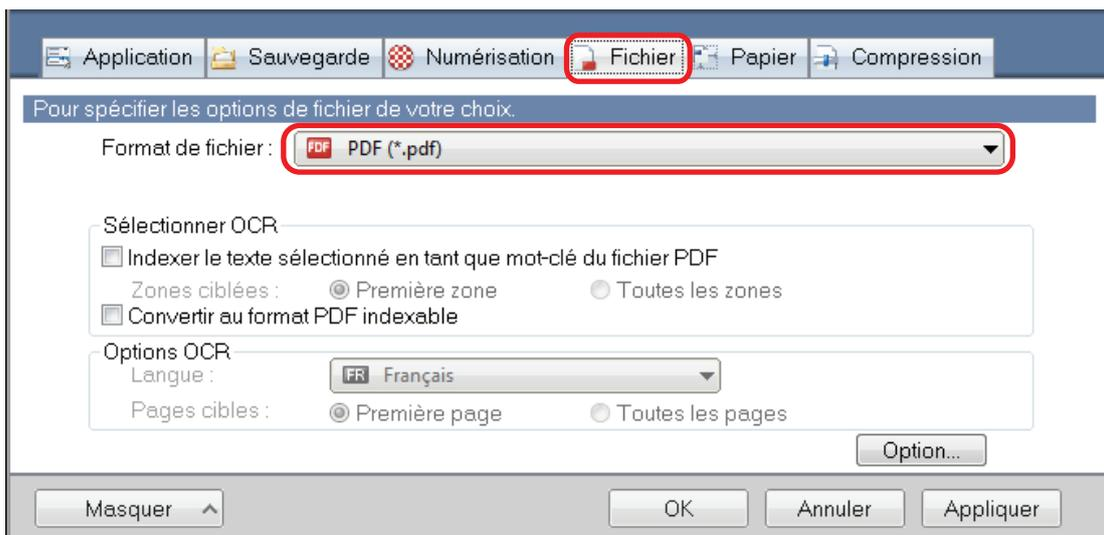 Application Sauvegarde Numérisation Fichier Papier Compression
Pour spécifier les options de fichier de votre choix.
Format de fichier : PDF PDF (*.pdf)
Sélectionner OCR
Indexer le texte sélectionné en tant que mot-clé du fichier PDF
Zones ciblées : Première zone Toutes les zones
Convertir au format PDF indexable
Options OCR
Langue : FR Français
Pages cibles : Première page Toutes les pages
Option...
Masquer OK Annuler Appliquer